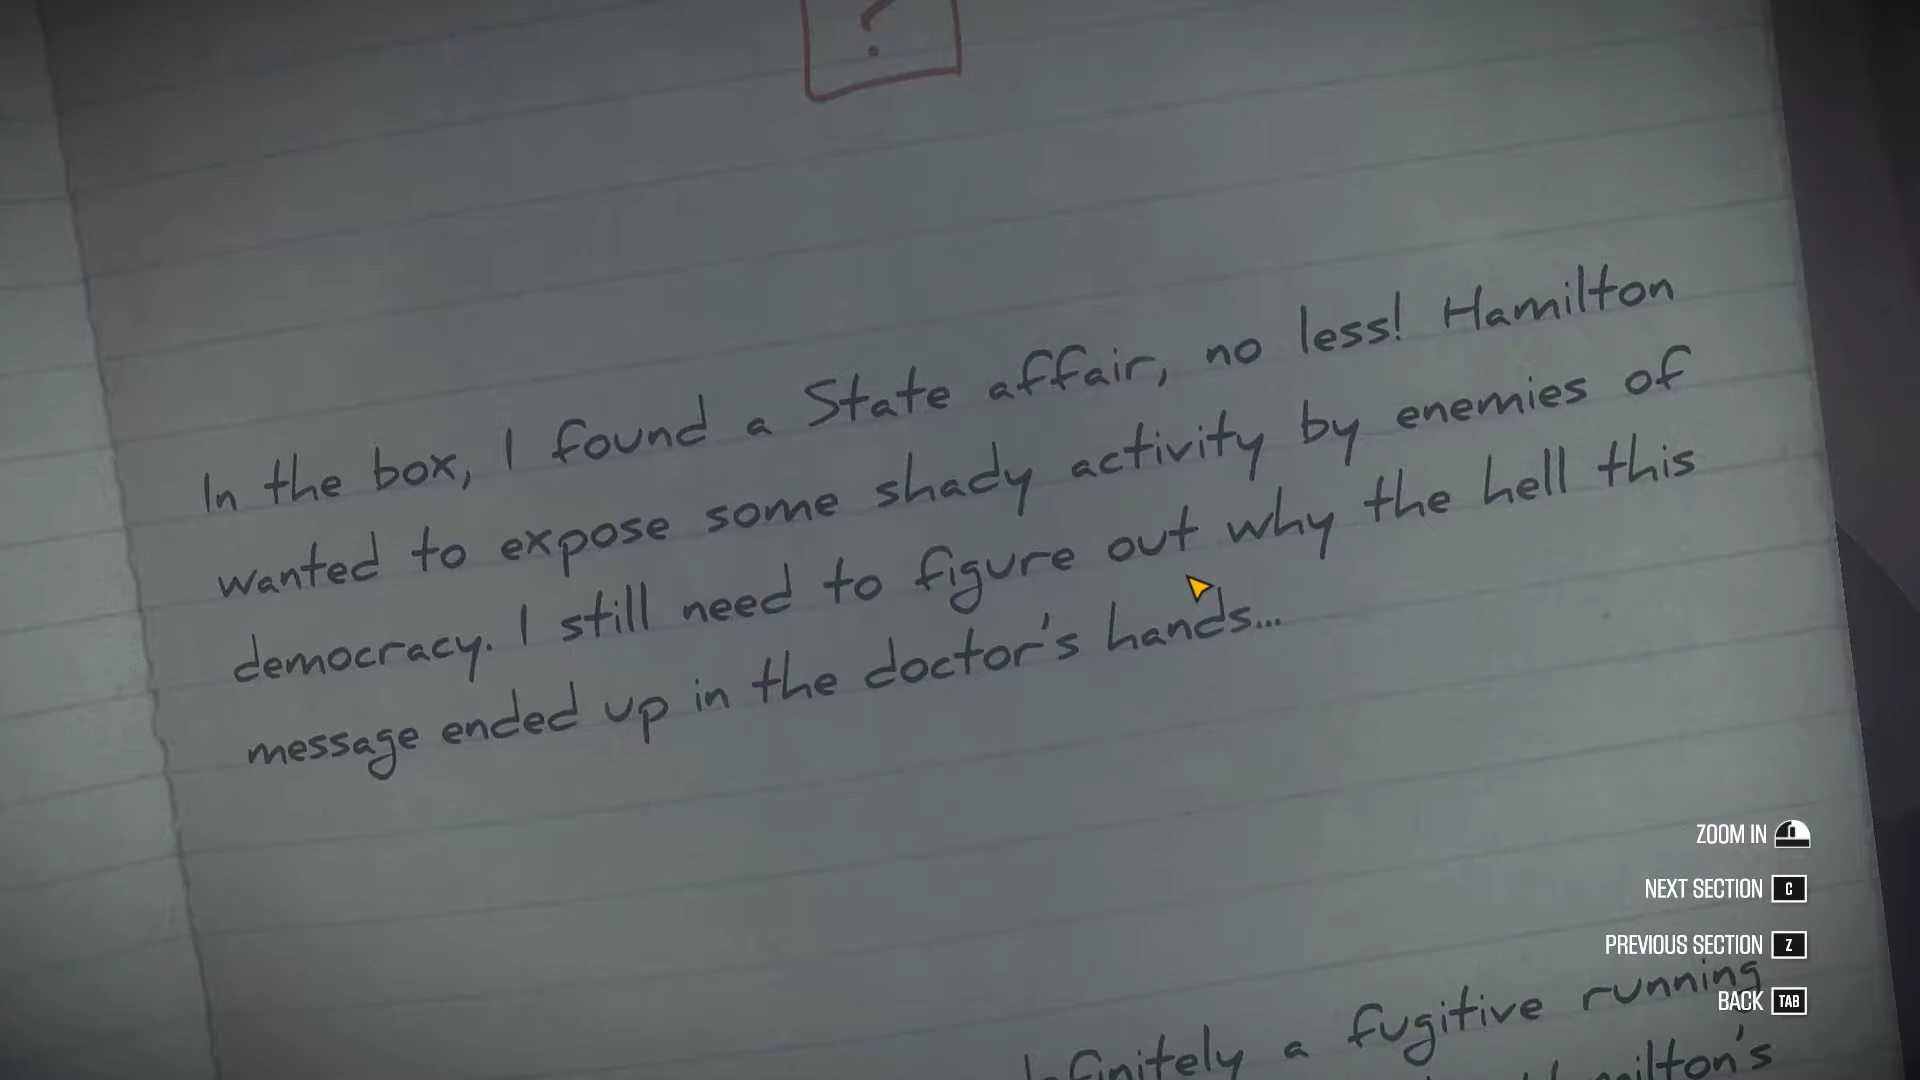 ?
In the box, I found a State affair, no less! Hamilton
wanted to expose some shady activity by enemies of
democracy. I still need to figure out why the hell this
message ended up in the doctor's hands...
ZOOM IN
NEXT SECTION C
PREVIOUS SECTION Z
BACK TAB
a fugitive running